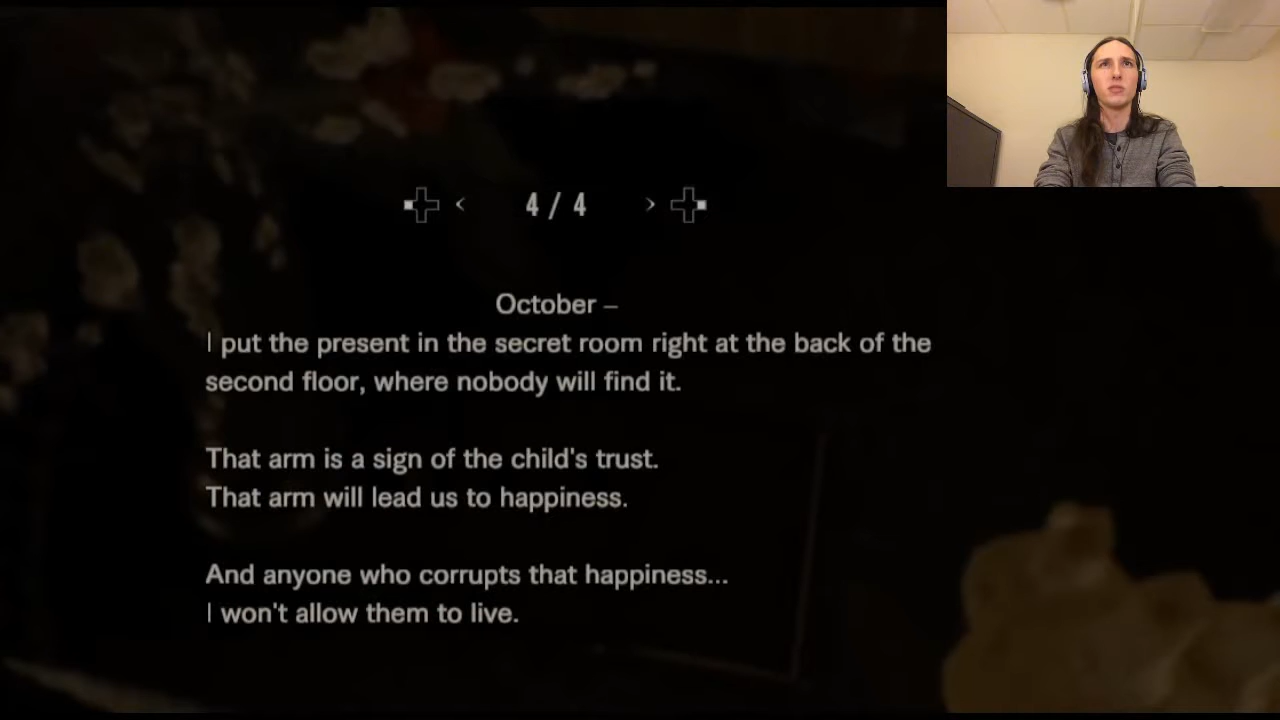 < 4 / 4 >
October –
I put the present in the secret room right at the back of the
second floor, where nobody will find it.
That arm is a sign of the child's trust.
That arm will lead us to happiness.
And anyone who corrupts that happiness...
I won't allow them to live.